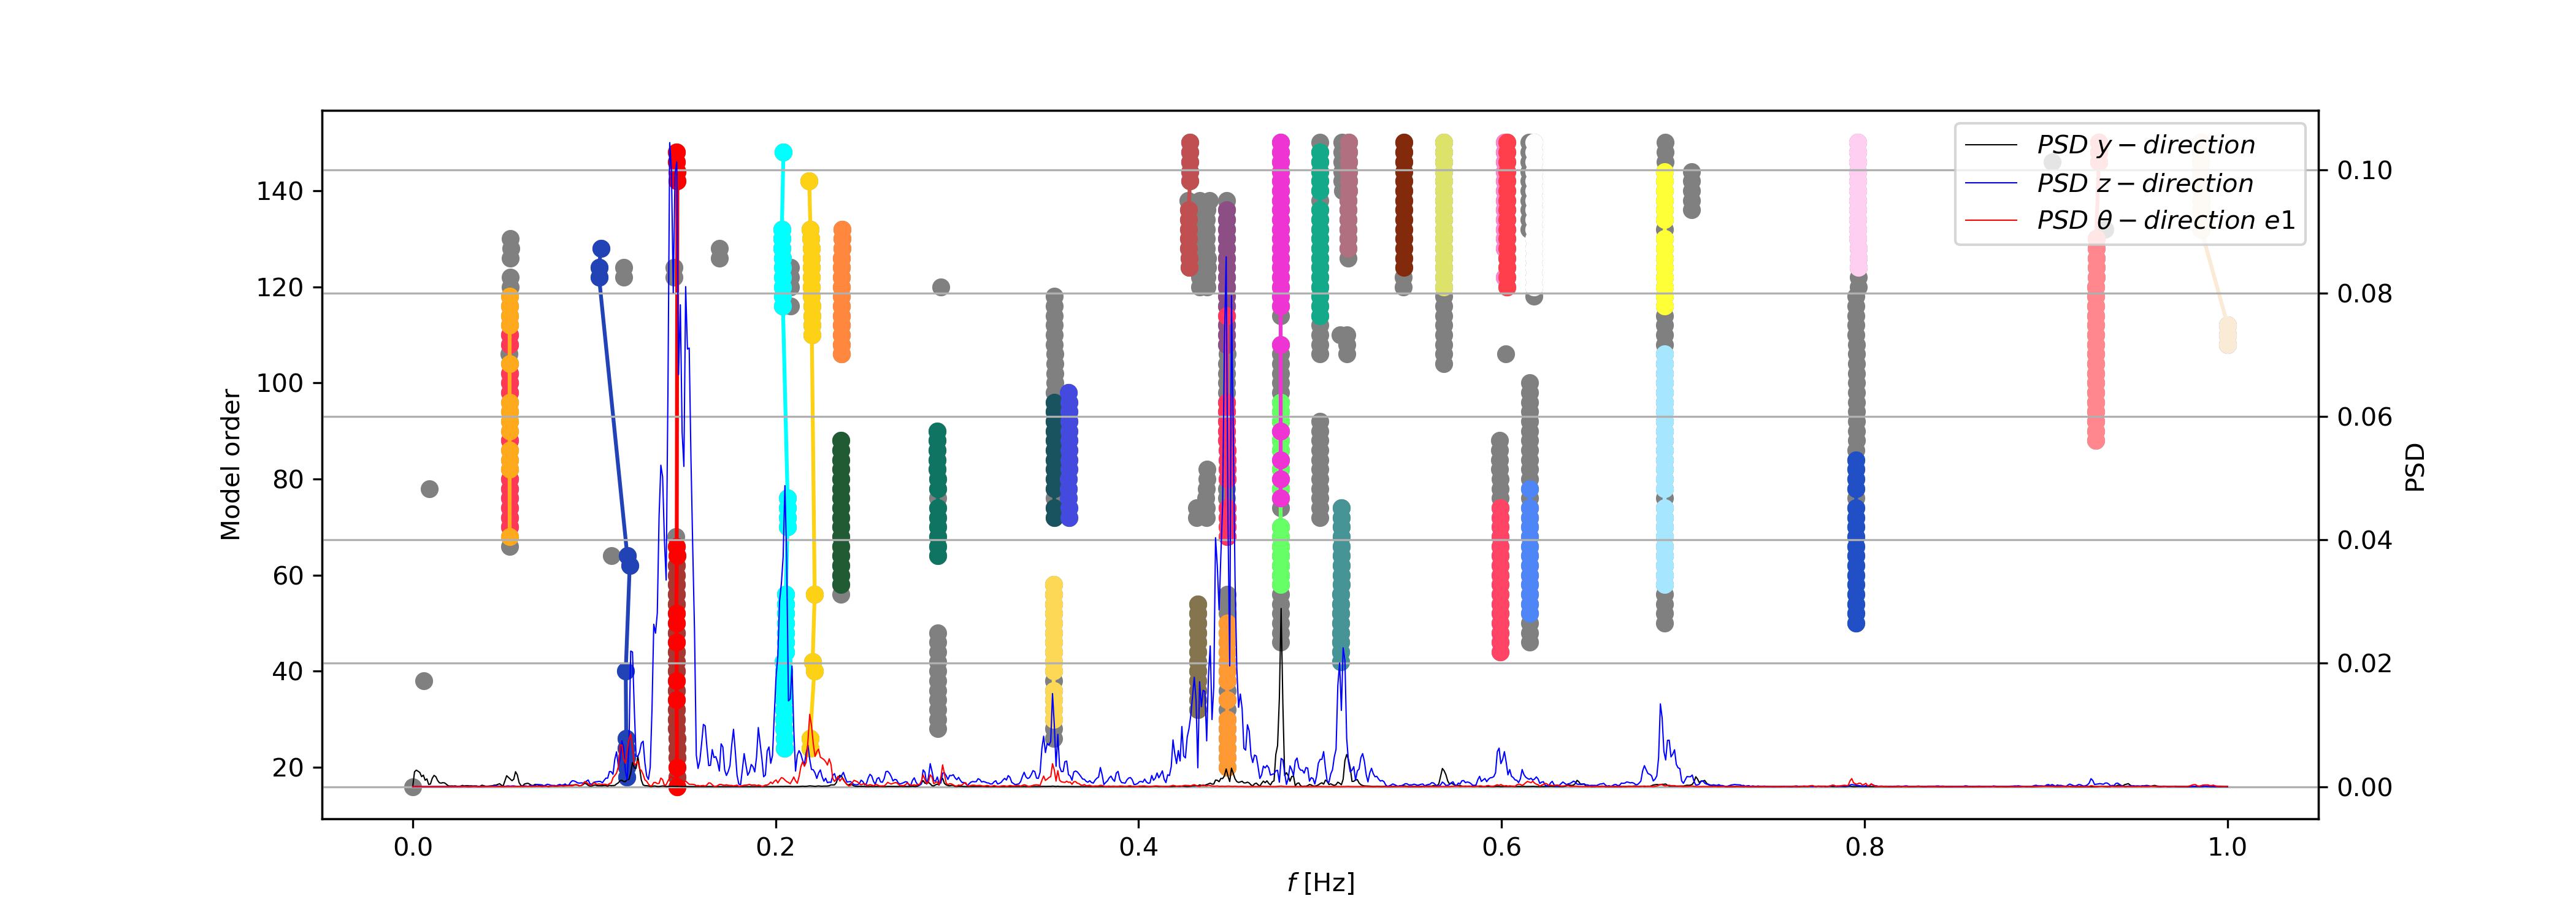 PSD y − direction
PSD z − direction
PSD θ − direction e1
Model order
140
120
100
80
60
40
20
0.10
0.08
0.06
0.04
0.02
0.00
PSD
0.0 0.2 0.4 0.6 0.8 1.0
f [Hz]